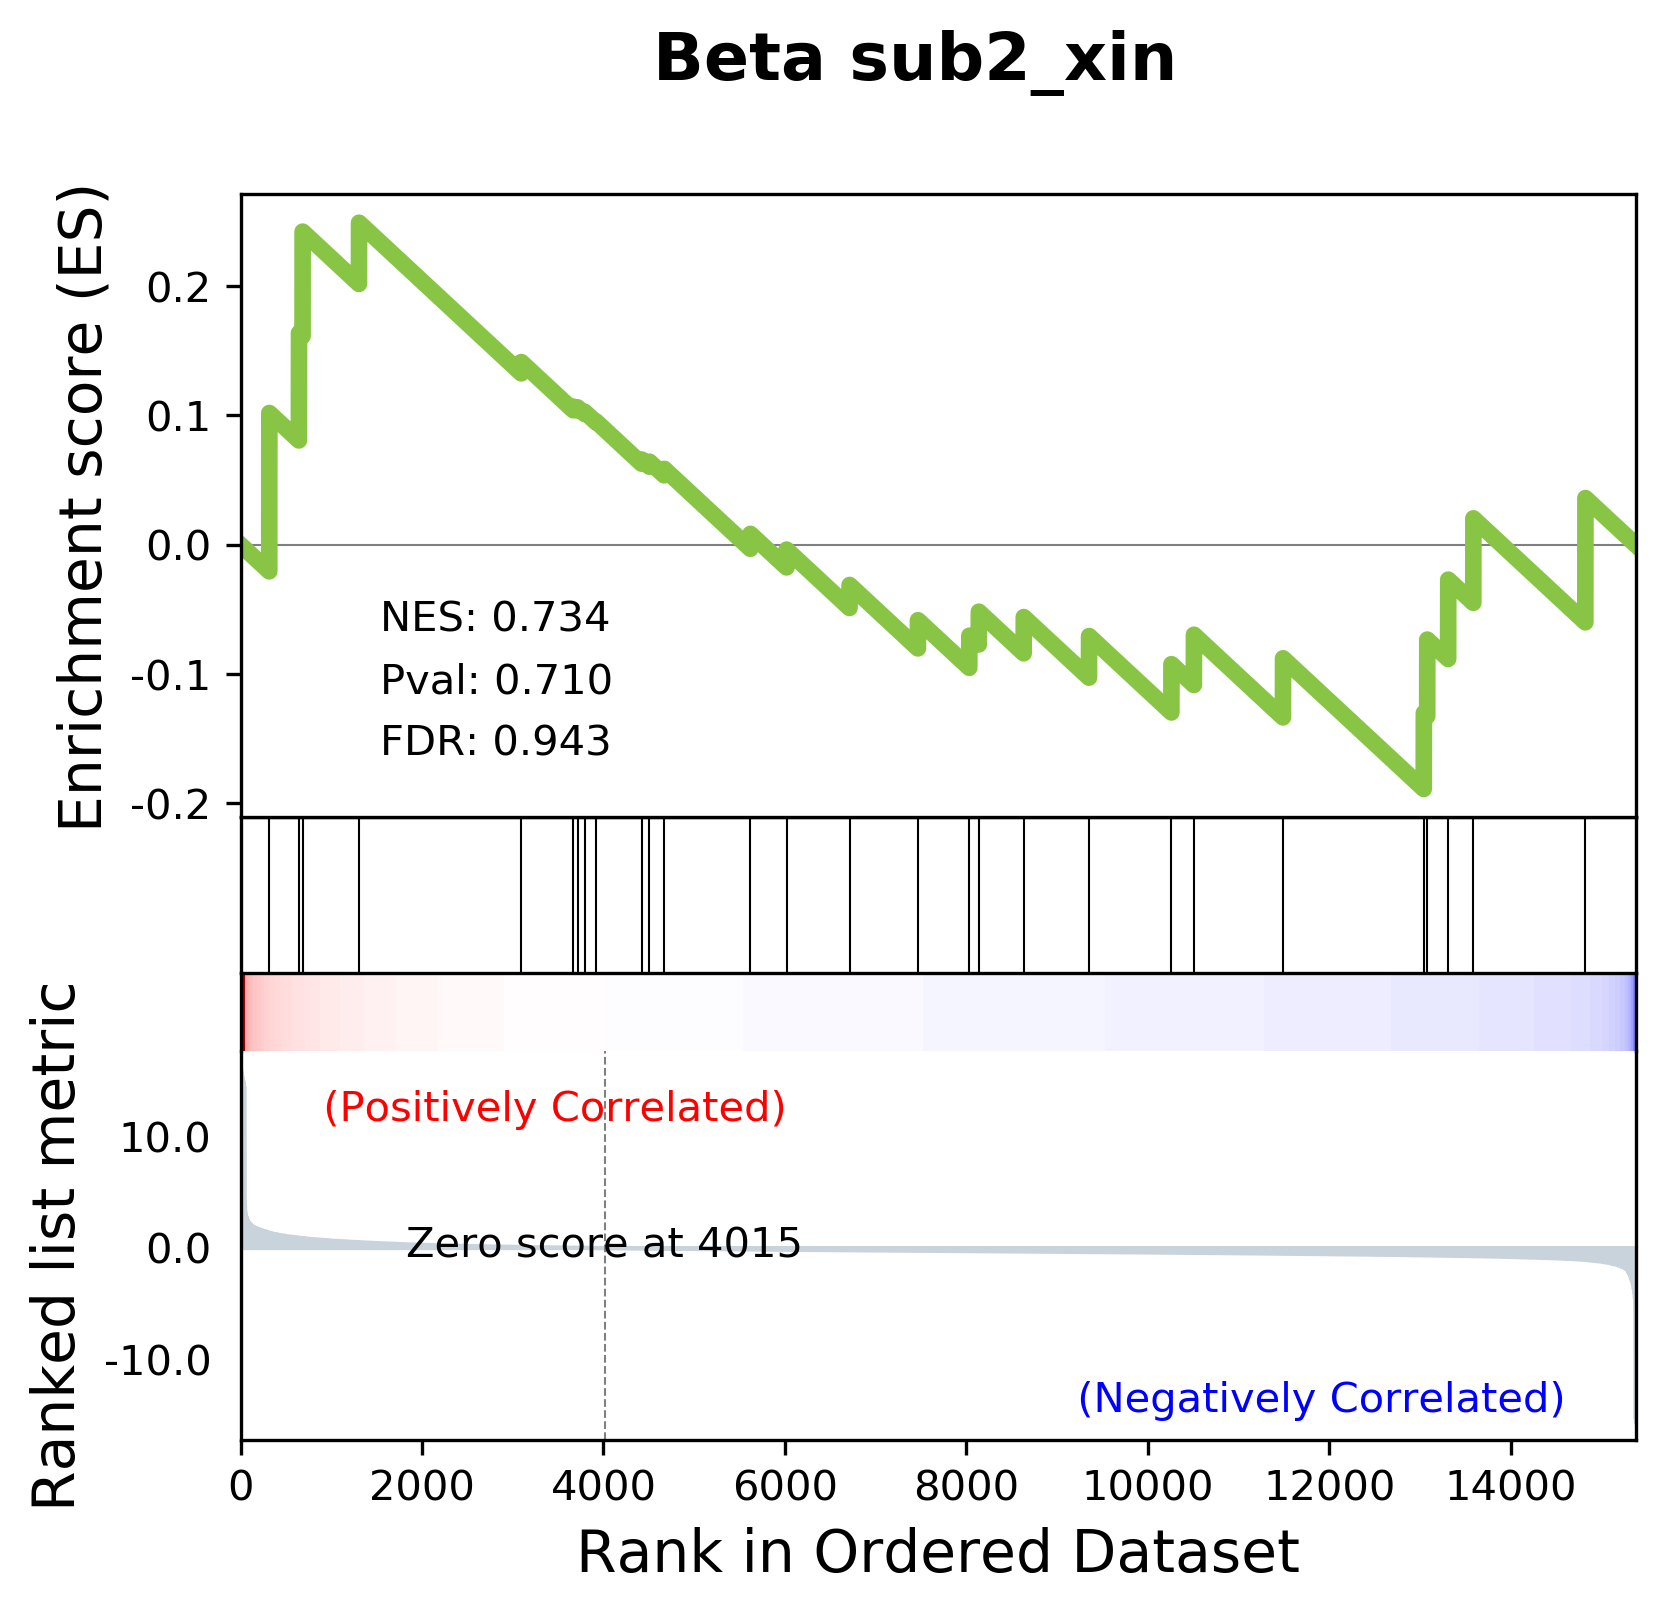 Beta sub2_xin
Enrichment score (ES)
0.2
0.1
0.0
-0.1
-0.2
NES: 0.734
Pval: 0.710
FDR: 0.943
Ranked list metric
10.0
0.0
-10.0
(Positively Correlated)
Zero score at 4015
(Negatively Correlated)
0 2000 4000 6000 8000 10000 12000 14000
Rank in Ordered Dataset